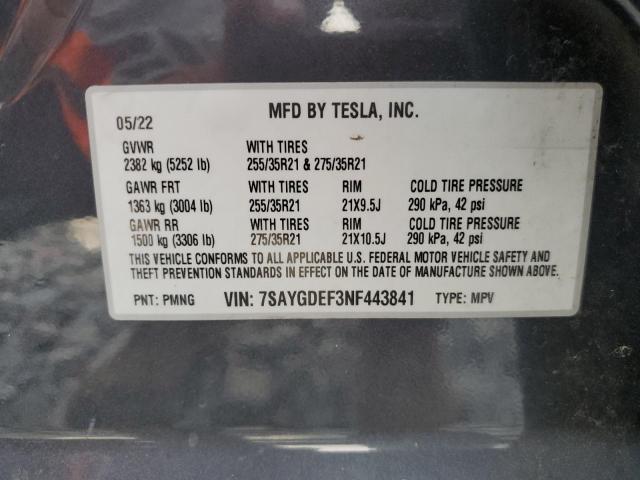 MFD BY TESLA, INC.
05/22
GVWR WITH TIRES
2382 kg (5252 lb) 255/35R21 & 275/35R21
GAWR FRT WITH TIRES RIM COLD TIRE PRESSURE
1363 kg (3004 lb) 255/35R21 21X9.5J 290 kPa, 42 psi
GAWR RR WITH TIRES RIM COLD TIRE PRESSURE
1500 kg (3306 lb) 275/35R21 21X10.5J 290 kPa, 42 psi
THIS VEHICLE CONFORMS TO ALL APPLICABLE U.S. FEDERAL MOTOR VEHICLE SAFETY AND
THEFT PREVENTION STANDARDS IN EFFECT ON THE DATE OF MANUFACTURE SHOWN ABOVE.
PNT: PMNG VIN: 7SAYGDEF3NF443841 TYPE: MPV